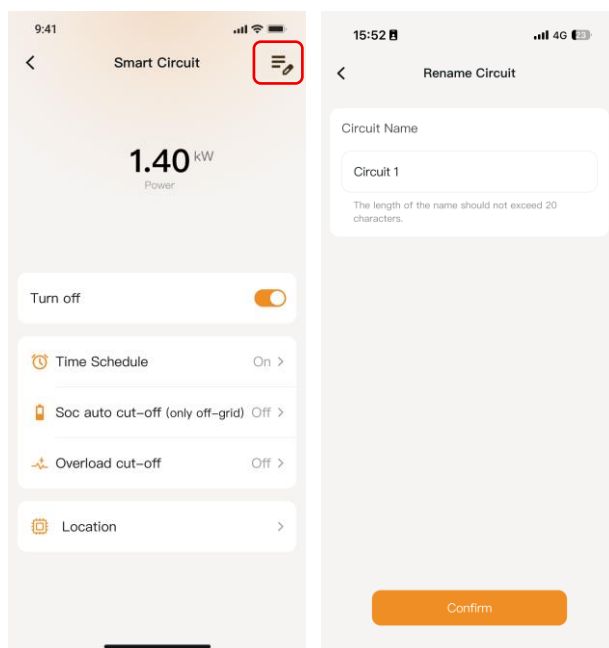 9:41
Smart Circuit
1.40 kW
Power
Turn off
Time Schedule On
Soc auto cut-off (only off-grid) Off
Overload cut-off Off
Location
15:52 4G 23
Rename Circuit
Circuit Name
Circuit 1
The length of the name should not exceed 20
characters.
Confirm